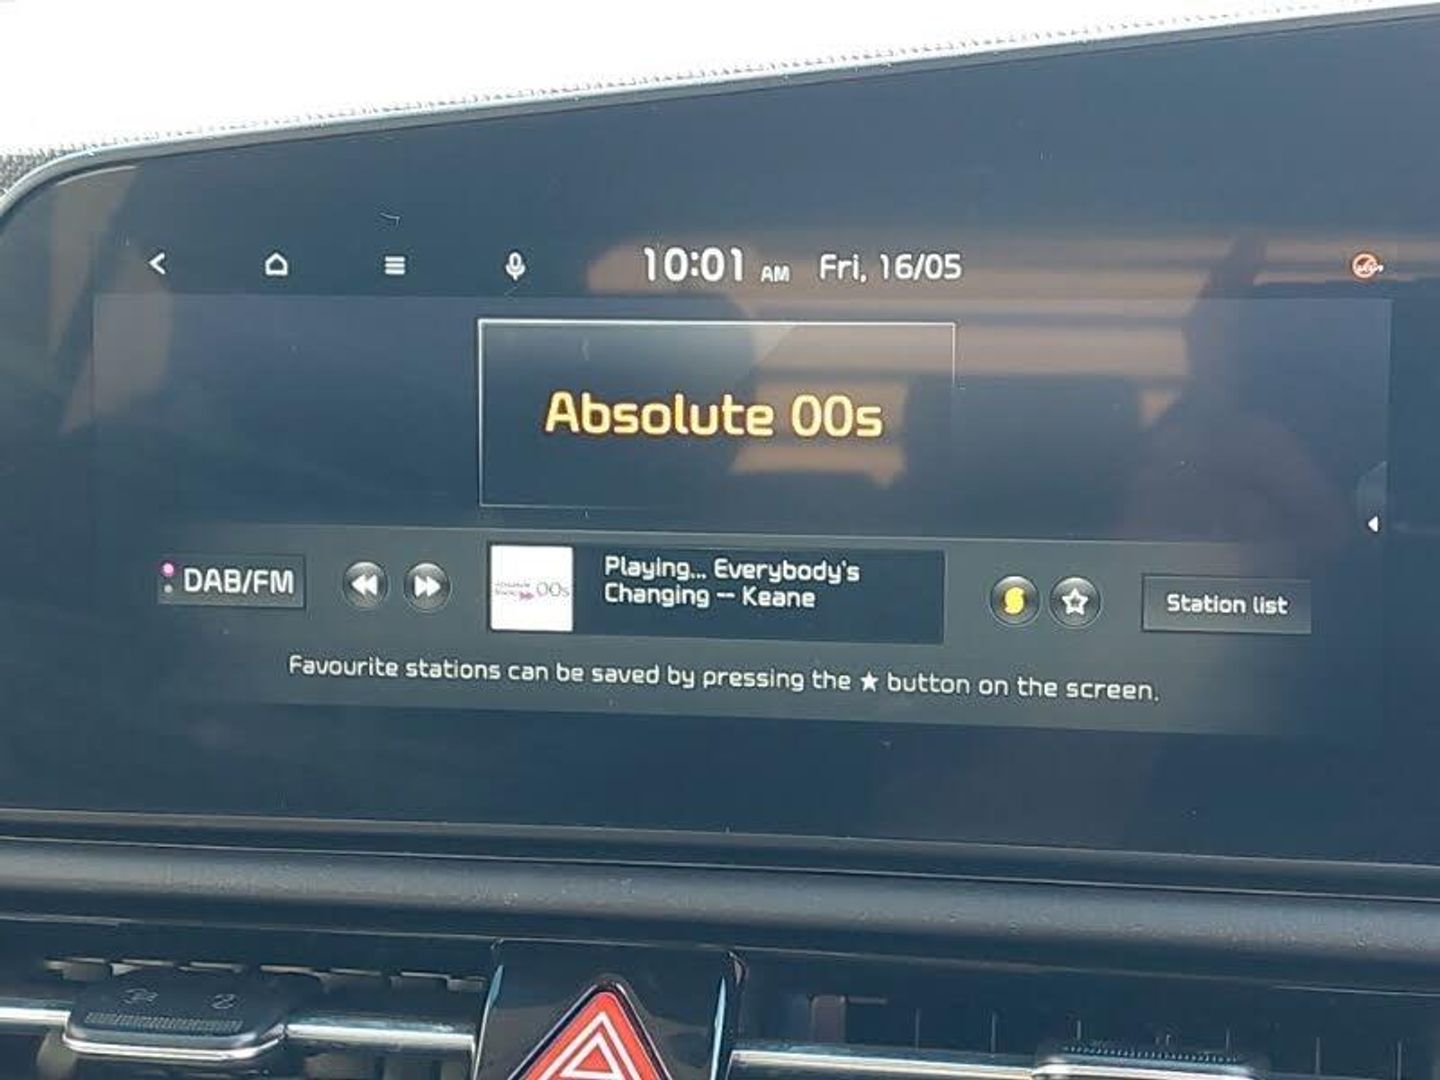 10:01 AM Fri, 16/05
Absolute 00s
DAB/FM
00s
Playing... Everybody's
Changing -- Keane
Station list
Favourite stations can be saved by pressing the ★ button on the screen.